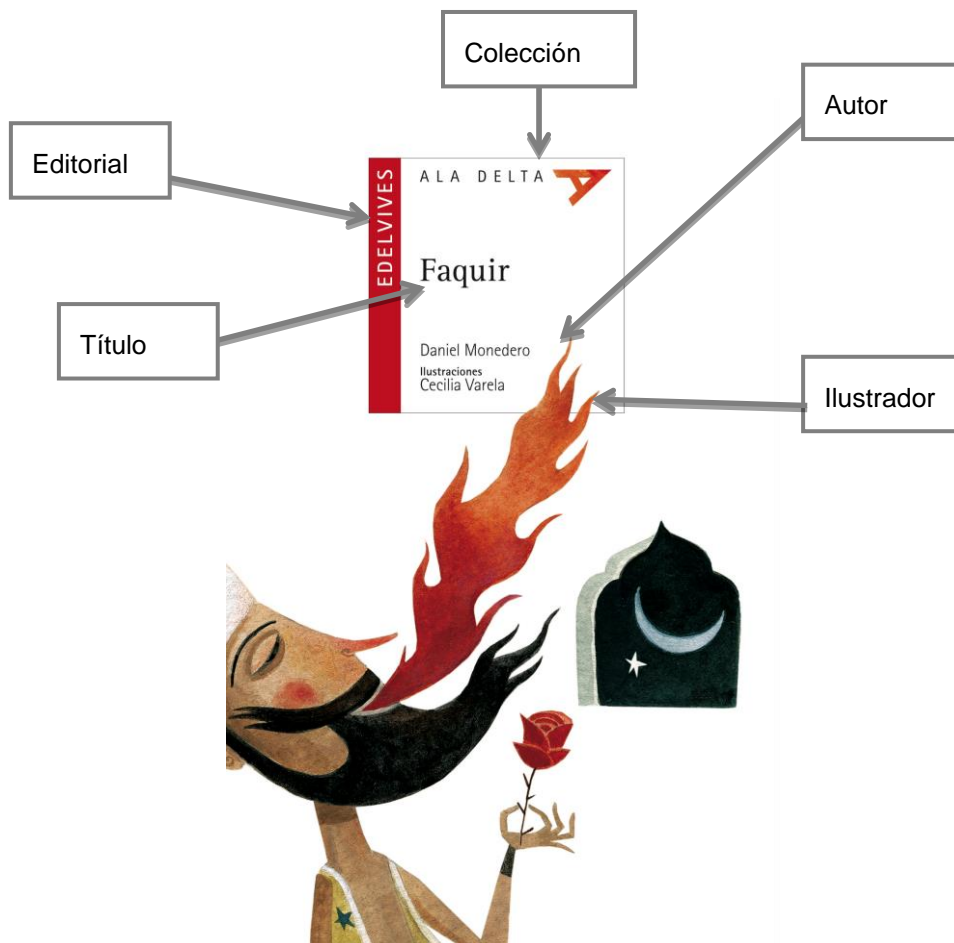 Colección
Autor
Editorial
EDELVIVES
ALA DELTA
Faquir
Título
Daniel Monedero
Ilustraciones
Cecilia Varela
Ilustrador